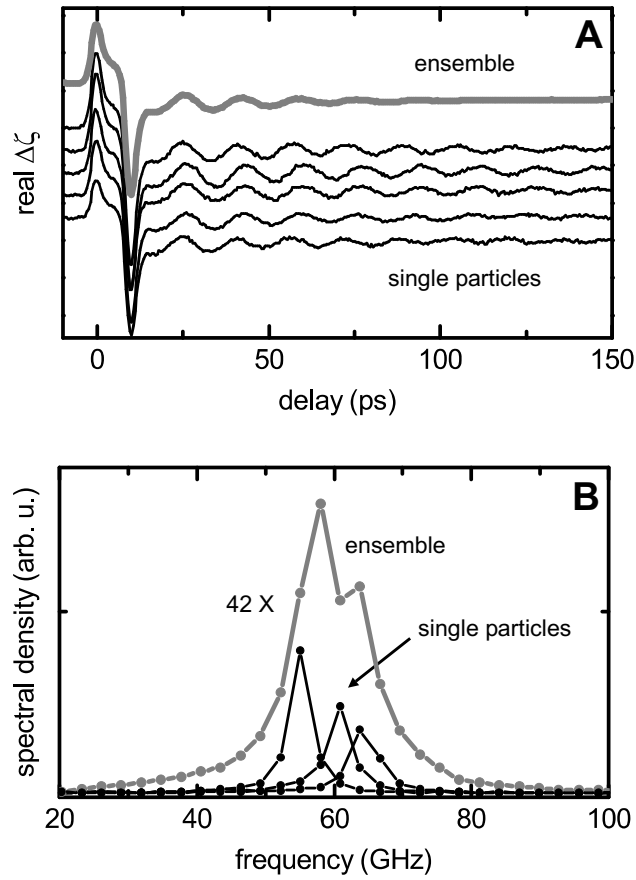 A
ensemble
real Δζ
single particles
0 50 100 150
delay (ps)
B
spectral density (arb. u.)
ensemble
42 X
single particles
20 40 60 80 100
frequency (GHz)